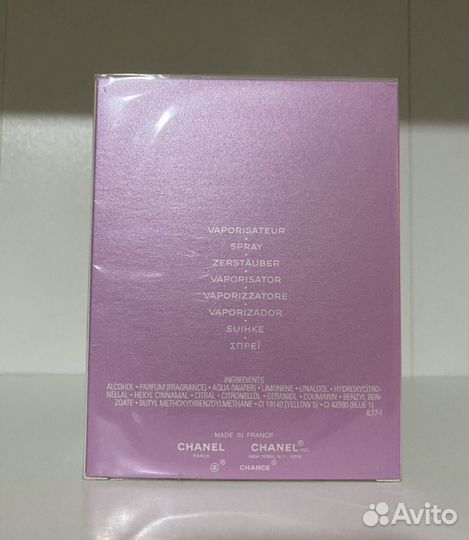 VAPORISATEUR
SPRAY
ZERSTÄUBER
VAPORISATOR
VAPORIZZATORE
VAPORIZADOR
SUIHKE
ΣΠΡΕΪ
INGREDIENTS
ALCOHOL • PARFUM (FRAGRANCE) • AQUA (WATER) • LIMONENE • LINALOOL • HYDROXYCITRO-
NELLAL • HEXYL CINNAMAL • CITRAL • CITRONELLOL • GERANIOL • COUMARIN • BENZYL BEN-
ZOATE • BUTYL METHOXYDIBENZOYLMETHANE • CI 19140 (YELLOW 5) • CI 42090 (BLUE 1)
IL17-I
MADE IN FRANCE
CHANEL® CHANEL® INC.
PARIS NEW YORK, N.Y. 10019
® CHANCE®
Avito